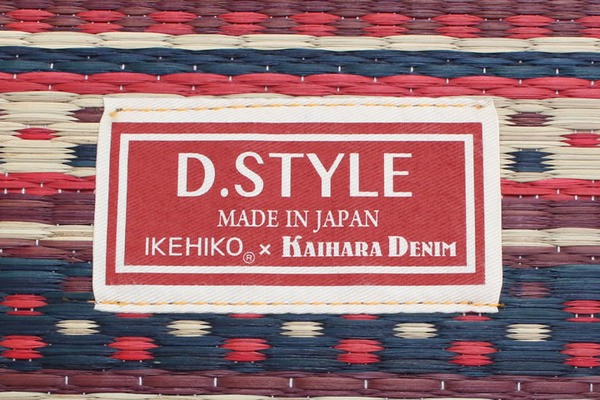 D.STYLE
MADE IN JAPAN
IKEHIKO® × KAIHARA DENIM